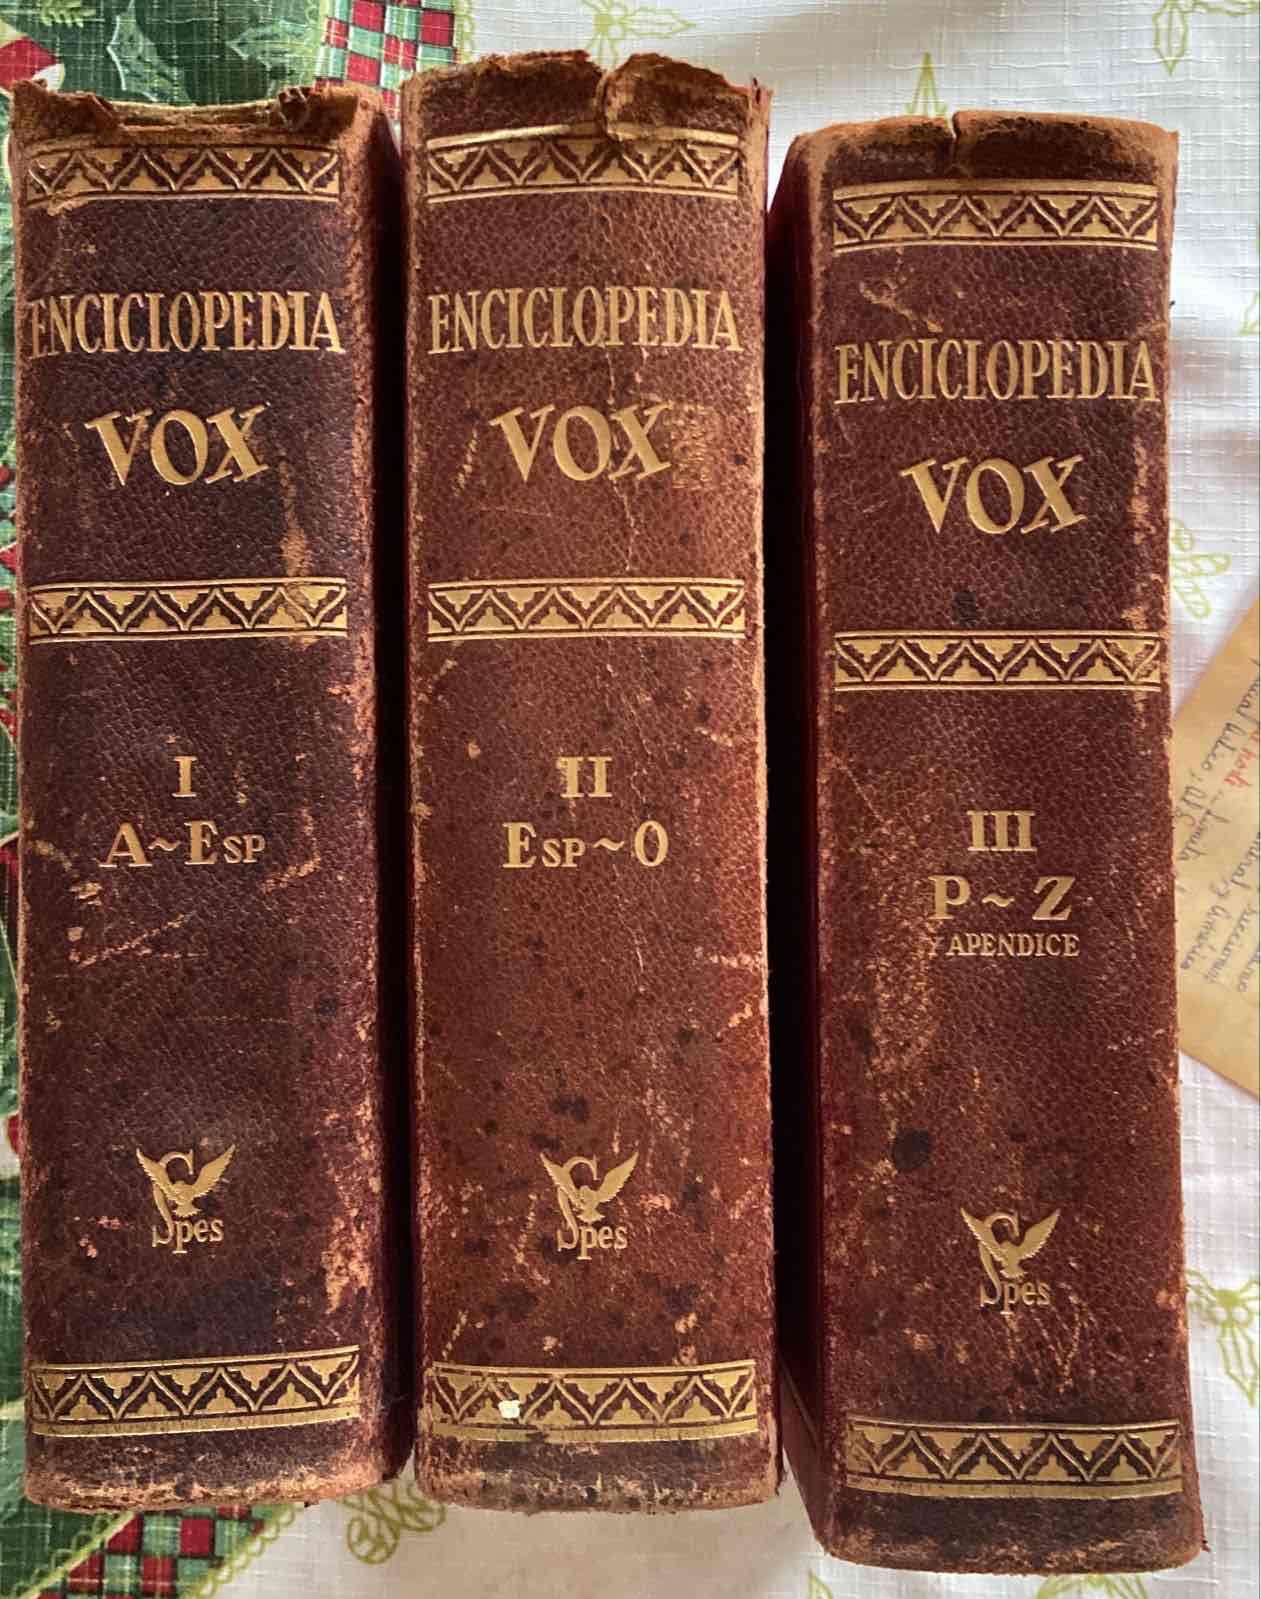 ENCICLOPEDIA
VOX
I
A~ESP
Spes
ENCICLOPEDIA
VOX
II
ESP~O
Spes
ENCICLOPEDIA
VOX
III
P~Z
Y APENDICE
Spes